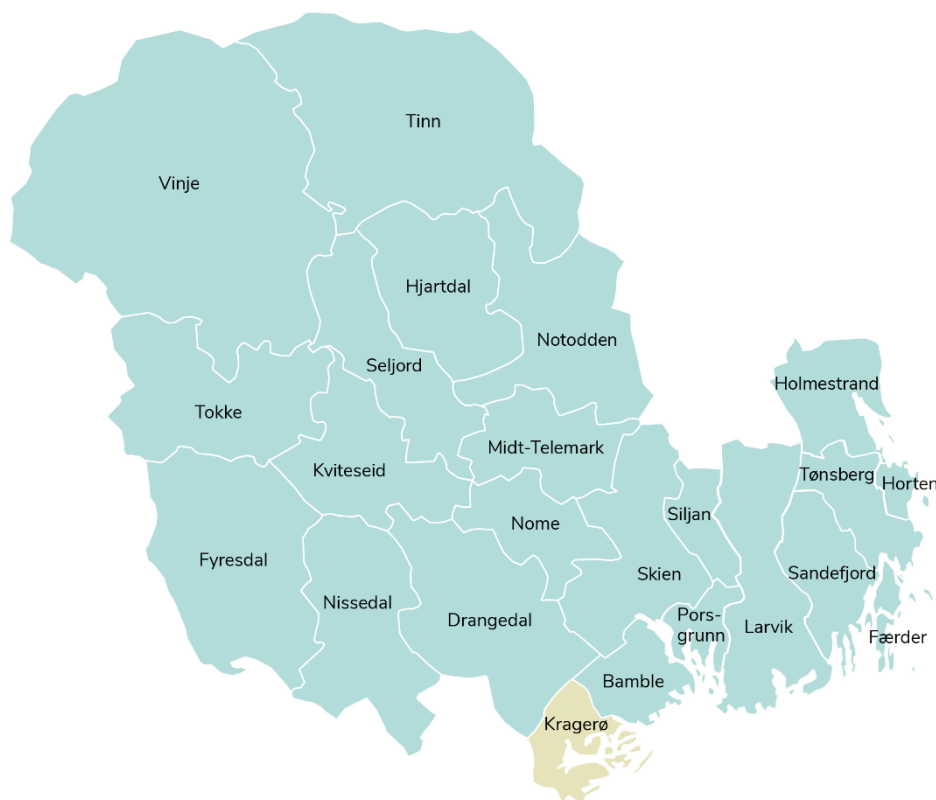 Tinn
Vinje
Hjartdal
Notodden
Seljord
Holmestrand
Tokke
Midt-Telemark
Kviteseid
Tønsberg
Horten
Siljan
Nome
Fyresdal
Skien
Sandefjord
Nissedal
Drangedal
Pors-
grunn
Larvik
Færder
Bamble
Kragerø